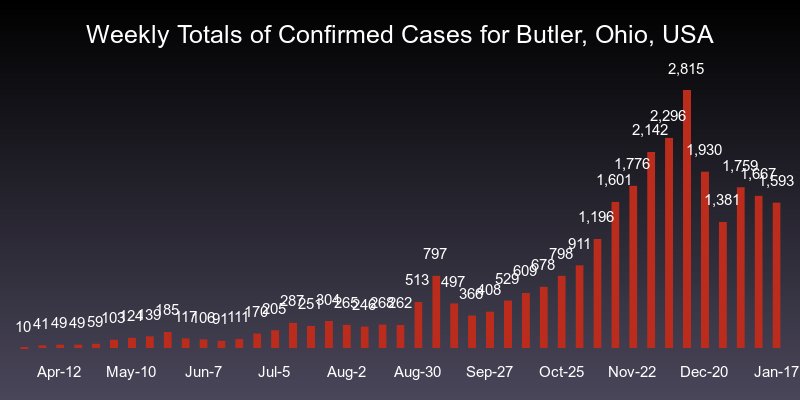 Weekly Totals of Confirmed Cases for Butler, Ohio, USA
10 41 49 49 59 103 124 139 185 117 106 91 111 170 205 287 251 304 265 246 268 262 513 797 497 366 408 529 609 678 798 911 1,196 1,601 1,776 2,142 2,296 2,815 1,930 1,381 1,759 1,667 1,593
Apr-12 May-10 Jun-7 Jul-5 Aug-2 Aug-30 Sep-27 Oct-25 Nov-22 Dec-20 Jan-17